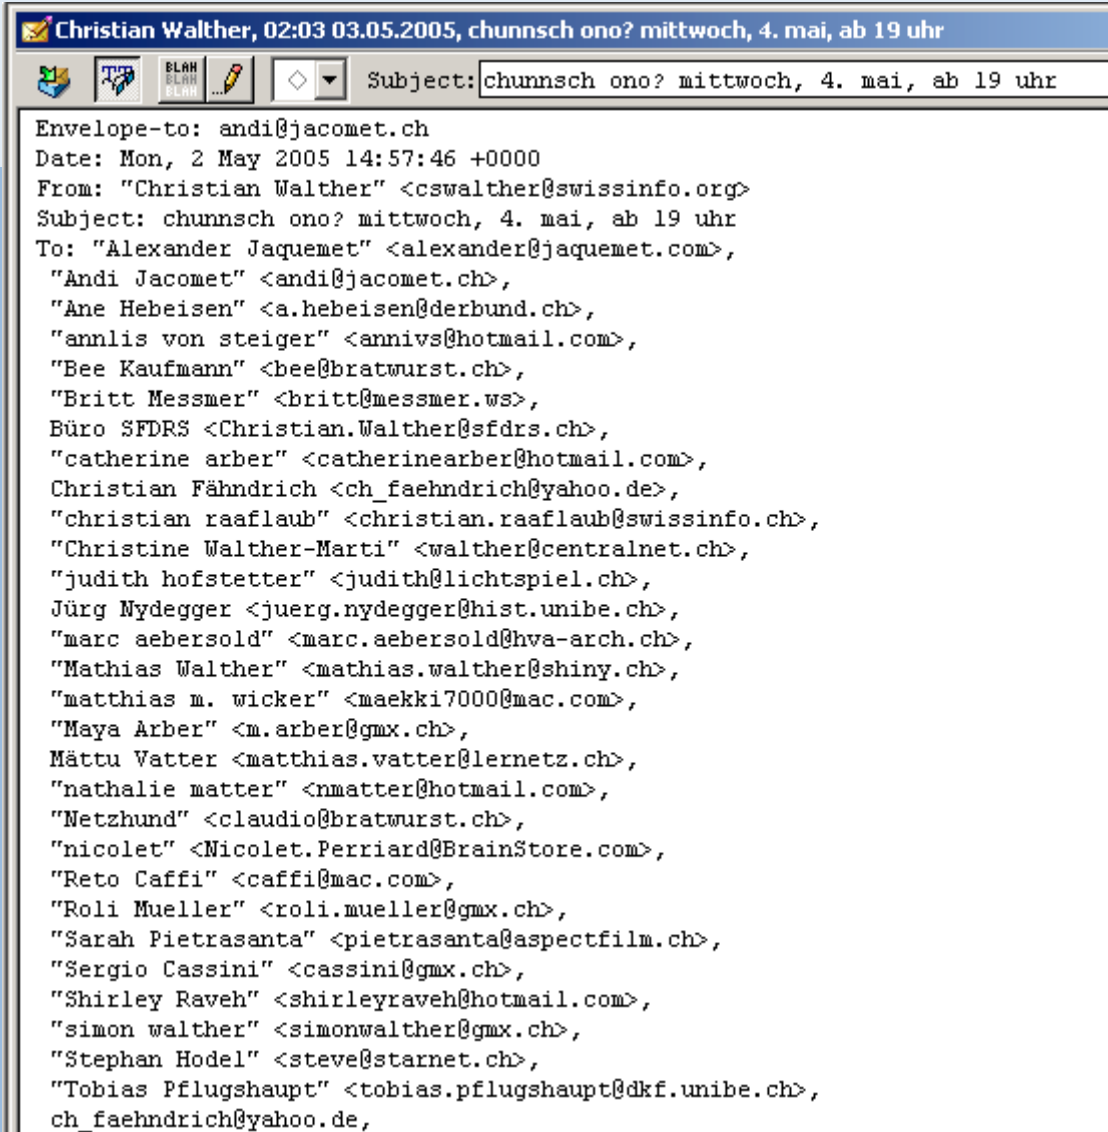 Christian Walther, 02:03 03.05.2005, chunnsch ono? mittwoch, 4. mai, ab 19 uhr
BLAH
BLAH
BLAH
Subject: chunnsch ono? mittwoch, 4. mai, ab 19 uhr
Envelope-to: andi@jacomet.ch
Date: Mon, 2 May 2005 14:57:46 +0000
From: "Christian Walther" <cswalther@swissinfo.org>
Subject: chunnsch ono? mittwoch, 4. mai, ab 19 uhr
To: "Alexander Jaquemet" <alexander@jaquemet.com>,
"Andi Jacomet" <andi@jacomet.ch>,
"Ane Hebeisen" <a.hebeisen@derbund.ch>,
"annlis von steiger" <annivs@hotmail.com>,
"Bee Kaufmann" <bee@bratwurst.ch>,
"Britt Messmer" <britt@messmer.ws>,
Büro SFDRS <Christian.Walther@sfdrs.ch>,
"catherine arber" <catherinearber@hotmail.com>,
Christian Fähndrich <ch_faehndrich@yahoo.de>,
"christian raaflaub" <christian.raaflaub@swissinfo.ch>,
"Christine Walther-Marti" <walther@centralnet.ch>,
"judith hofstetter" <judith@lichtspiel.ch>,
Jürg Nydegger <juerg.nydegger@hist.unibe.ch>,
"marc aebersold" <marc.aebersold@hva-arch.ch>,
"Mathias Walther" <mathias.walther@shiny.ch>,
"matthias m. wicker" <maekki7000@mac.com>,
"Maya Arber" <m.arber@gmx.ch>,
Mättu Vatter <matthias.vatter@lernetz.ch>,
"nathalie matter" <nmatter@hotmail.com>,
"Netzhund" <claudio@bratwurst.ch>,
"nicolet" <Nicolet.Perriard@BrainStore.com>,
"Reto Caffi" <caffi@mac.com>,
"Roli Mueller" <roli.mueller@gmx.ch>,
"Sarah Pietrasanta" <pietrasanta@aspectfilm.ch>,
"Sergio Cassini" <cassini@gmx.ch>,
"Shirley Raveh" <shirleyraveh@hotmail.com>,
"simon walther" <simonwalther@gmx.ch>,
"Stephan Hodel" <steve@starnet.ch>,
"Tobias Pflugshaupt" <tobias.pflugshaupt@dkf.unibe.ch>,
ch_faehndrich@yahoo.de,